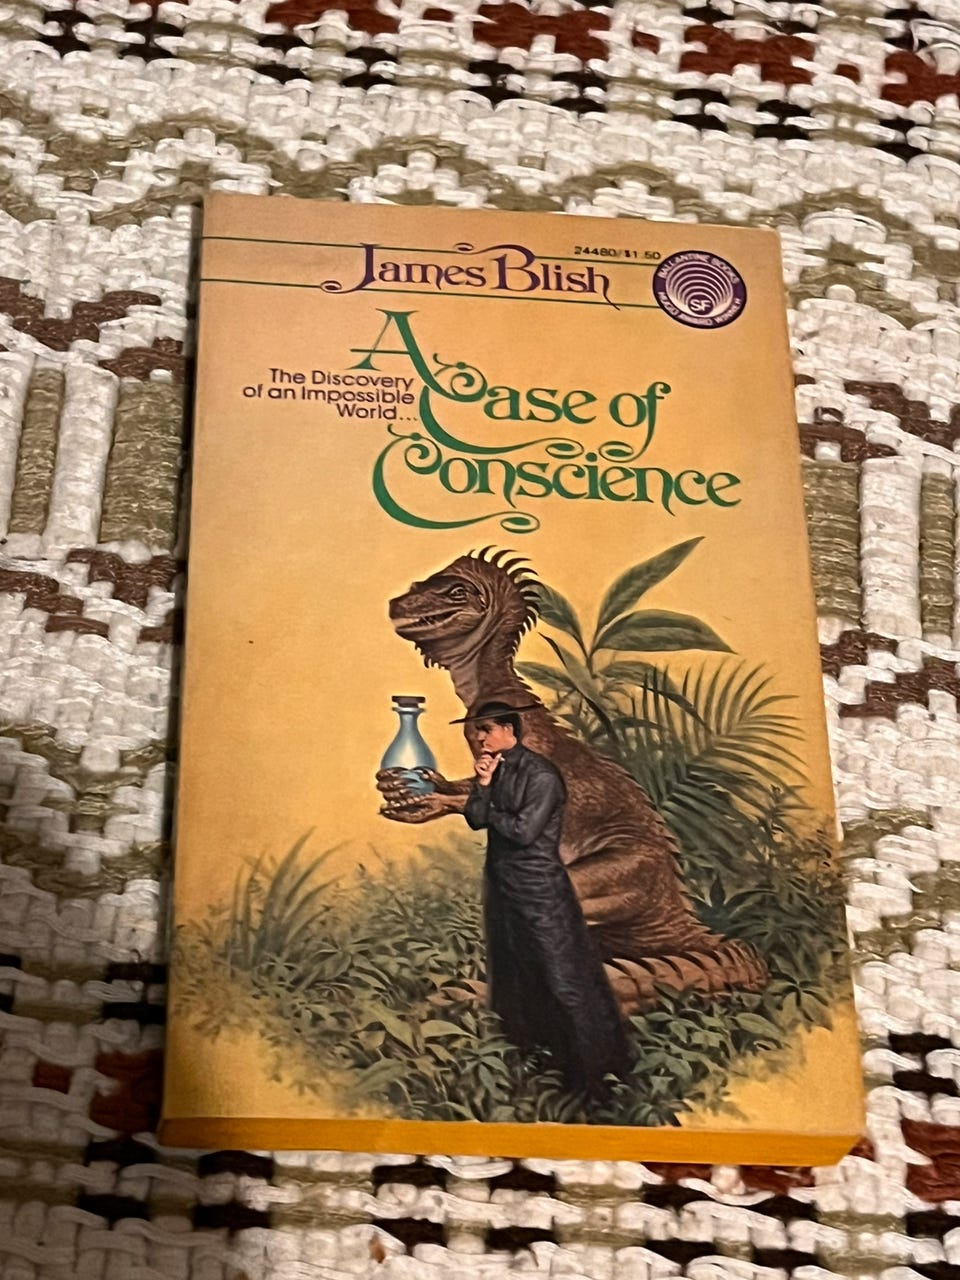 24480/$1.50
James Blish
BALLANTINE BOOKS
SF
HUGO AWARD WINNER
A
Case of
Conscience
The Discovery
of an Impossible
World...